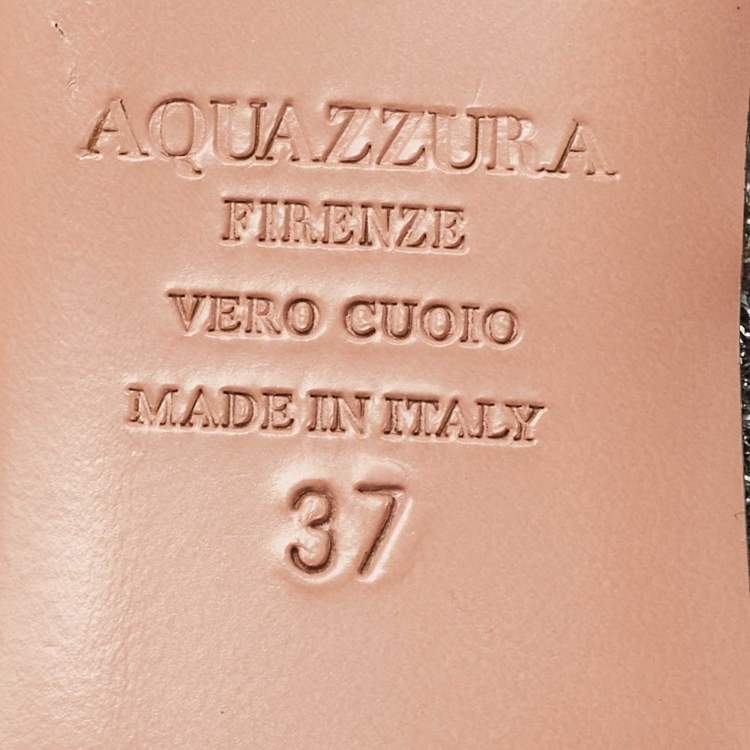 AQUAZZURA
FIRENZE
VERO CUOIO
MADE IN ITALY
37